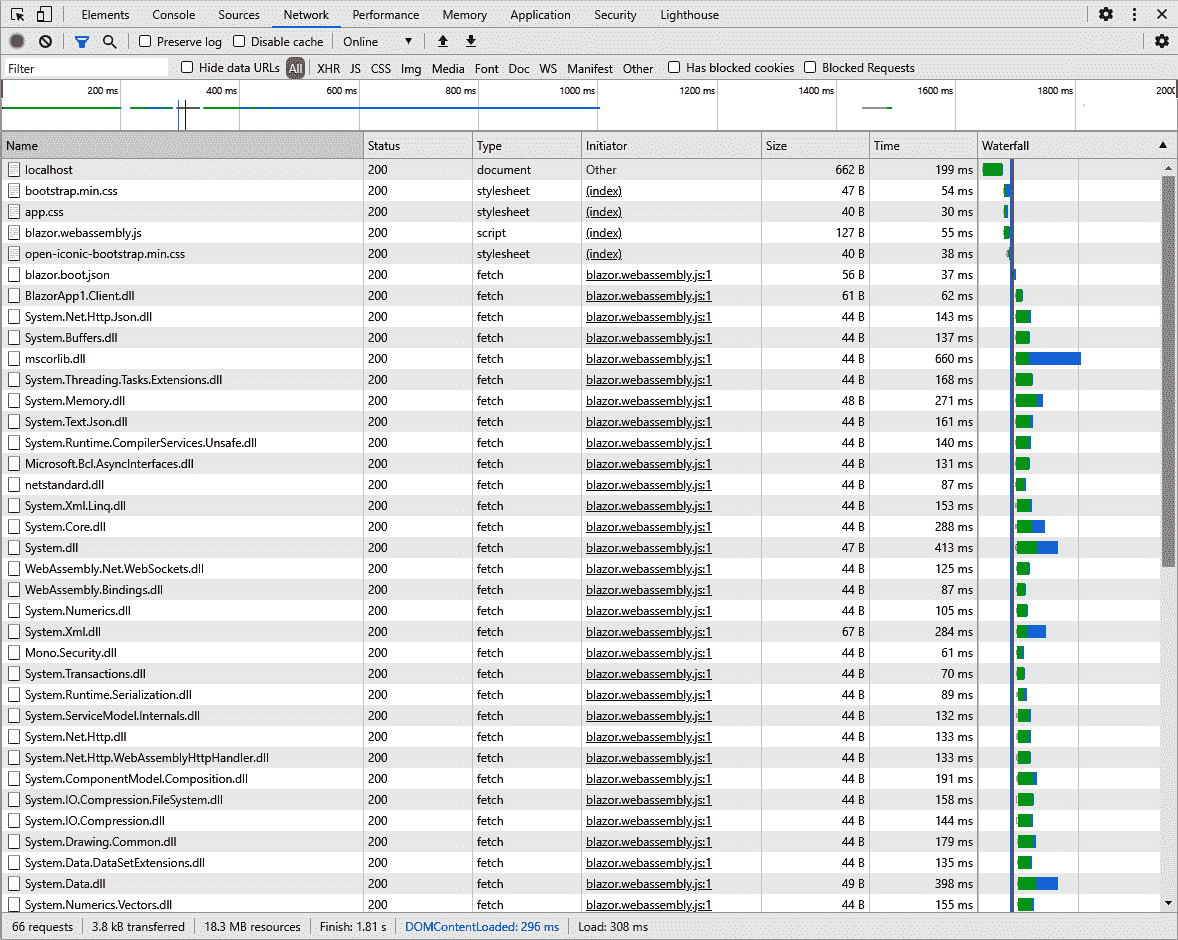 Elements Console Sources Network Performance Memory Application Security Lighthouse
Preserve log Disable cache Online
Filter Hide data URLs All XHR JS CSS Img Media Font Doc WS Manifest Other Has blocked cookies Blocked Requests
200 ms 400 ms 600 ms 800 ms 1000 ms 1200 ms 1400 ms 1600 ms 1800 ms 2000
Name Status Type Initiator Size Time Waterfall
localhost 200 document Other 662 B 199 ms
bootstrap.min.css 200 stylesheet (index) 47 B 54 ms
app.css 200 stylesheet (index) 40 B 30 ms
blazor.webassembly.js 200 script (index) 127 B 55 ms
open-iconic-bootstrap.min.css 200 stylesheet (index) 40 B 38 ms
blazor.boot.json 200 fetch blazor.webassembly.js:1 56 B 37 ms
BlazorApp1.Client.dll 200 fetch blazor.webassembly.js:1 61 B 62 ms
System.Net.Http.Json.dll 200 fetch blazor.webassembly.js:1 44 B 143 ms
System.Buffers.dll 200 fetch blazor.webassembly.js:1 44 B 137 ms
mscorlib.dll 200 fetch blazor.webassembly.js:1 44 B 660 ms
System.Threading.Tasks.Extensions.dll 200 fetch blazor.webassembly.js:1 44 B 168 ms
System.Memory.dll 200 fetch blazor.webassembly.js:1 48 B 271 ms
System.Text.Json.dll 200 fetch blazor.webassembly.js:1 44 B 161 ms
System.Runtime.CompilerServices.Unsafe.dll 200 fetch blazor.webassembly.js:1 44 B 140 ms
Microsoft.Bcl.AsyncInterfaces.dll 200 fetch blazor.webassembly.js:1 44 B 131 ms
netstandard.dll 200 fetch blazor.webassembly.js:1 44 B 87 ms
System.Xml.Linq.dll 200 fetch blazor.webassembly.js:1 44 B 153 ms
System.Core.dll 200 fetch blazor.webassembly.js:1 44 B 288 ms
System.dll 200 fetch blazor.webassembly.js:1 47 B 413 ms
WebAssembly.Net.WebSockets.dll 200 fetch blazor.webassembly.js:1 44 B 125 ms
WebAssembly.Bindings.dll 200 fetch blazor.webassembly.js:1 44 B 87 ms
System.Numerics.dll 200 fetch blazor.webassembly.js:1 44 B 105 ms
System.Xml.dll 200 fetch blazor.webassembly.js:1 67 B 284 ms
Mono.Security.dll 200 fetch blazor.webassembly.js:1 44 B 61 ms
System.Transactions.dll 200 fetch blazor.webassembly.js:1 44 B 70 ms
System.Runtime.Serialization.dll 200 fetch blazor.webassembly.js:1 44 B 89 ms
System.ServiceModel.Internals.dll 200 fetch blazor.webassembly.js:1 44 B 132 ms
System.Net.Http.dll 200 fetch blazor.webassembly.js:1 44 B 133 ms
System.Net.Http.WebAssemblyHttpHandler.dll 200 fetch blazor.webassembly.js:1 44 B 133 ms
System.ComponentModel.Composition.dll 200 fetch blazor.webassembly.js:1 44 B 191 ms
System.IO.Compression.FileSystem.dll 200 fetch blazor.webassembly.js:1 44 B 158 ms
System.IO.Compression.dll 200 fetch blazor.webassembly.js:1 44 B 144 ms
System.Drawing.Common.dll 200 fetch blazor.webassembly.js:1 44 B 179 ms
System.Data.DataSetExtensions.dll 200 fetch blazor.webassembly.js:1 44 B 135 ms
System.Data.dll 200 fetch blazor.webassembly.js:1 49 B 398 ms
System.Numerics.Vectors.dll 200 fetch blazor.webassembly.js:1 44 B 155 ms
66 requests 3.8 kB transferred 18.3 MB resources Finish: 1.81 s DOMContentLoaded: 296 ms Load: 308 ms